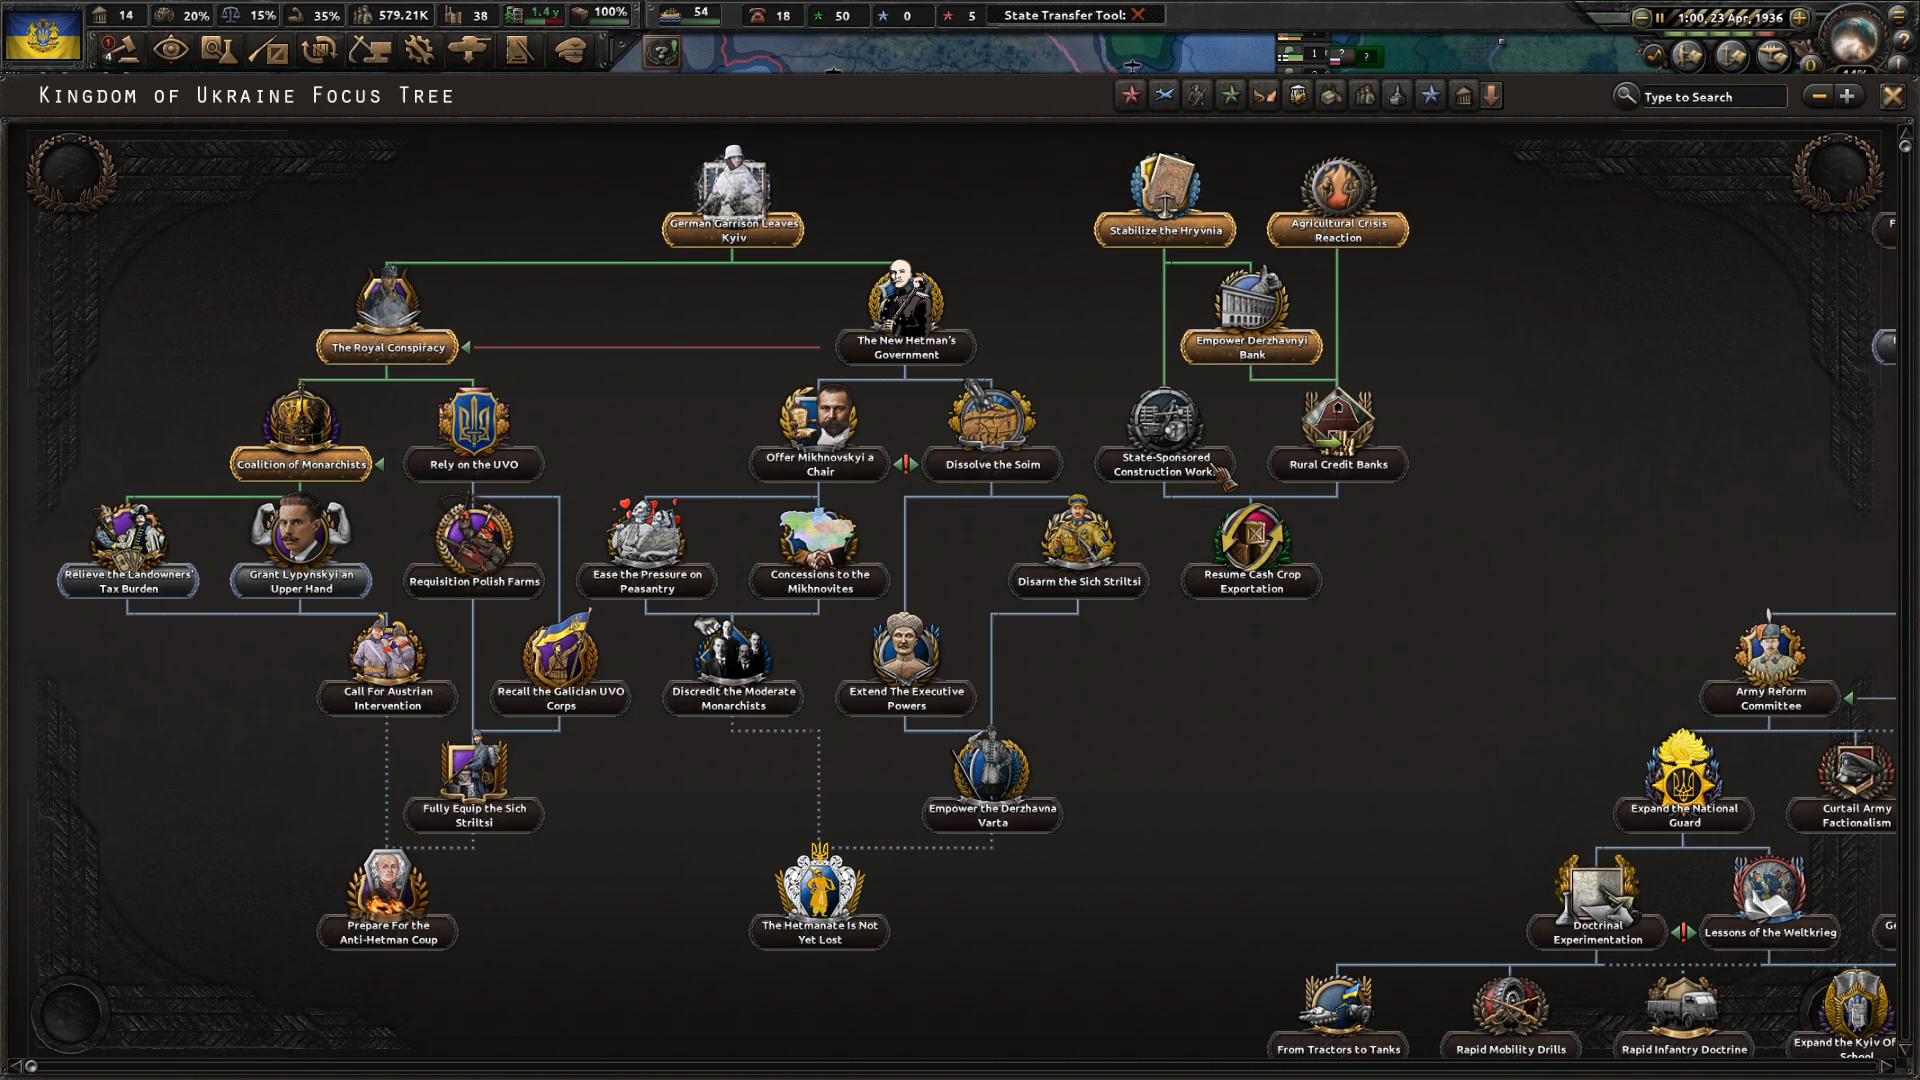 14 20% 15% 35% 579.21K 38 1.4 y 100% 54 18 50 0 5 State Transfer Tool: 1:00, 23 Apr, 1936
4 1 1 ? ? 0 14%
Kingdom of Ukraine Focus Tree
Type to Search
German Garrison Leaves
Kyiv
Stabilize the Hryvnia
Agricultural Crisis
Reaction
The Royal Conspiracy
The New Hetman's
Government
Empower Derzhavnyi
Bank
Coalition of Monarchists
Rely on the UVO
Offer Mikhnovskyi a
Chair
Dissolve the Soim
State-Sponsored
Construction Work
Rural Credit Banks
Relieve the Landowners'
Tax Burden
Grant Lypynskyi an
Upper Hand
Requisition Polish Farms
Ease the Pressure on
Peasantry
Concessions to the
Mikhnovites
Disarm the Sich Striltsi
Resume Cash Crop
Exportation
Call For Austrian
Intervention
Recall the Galician UVO
Corps
Discredit the Moderate
Monarchists
Extend The Executive
Powers
Army Reform
Committee
Fully Equip the Sich
Striltsi
Empower the Derzhavna
Varta
Expand the National
Guard
Curtail Army
Factionalism
Prepare For the
Anti-Hetman Coup
The Hetmanate Is Not
Yet Lost
Doctrinal
Experimentation
Lessons of the Weltkrieg
From Tractors to Tanks
Rapid Mobility Drills
Rapid Infantry Doctrine
Expand the Kyiv Of
School